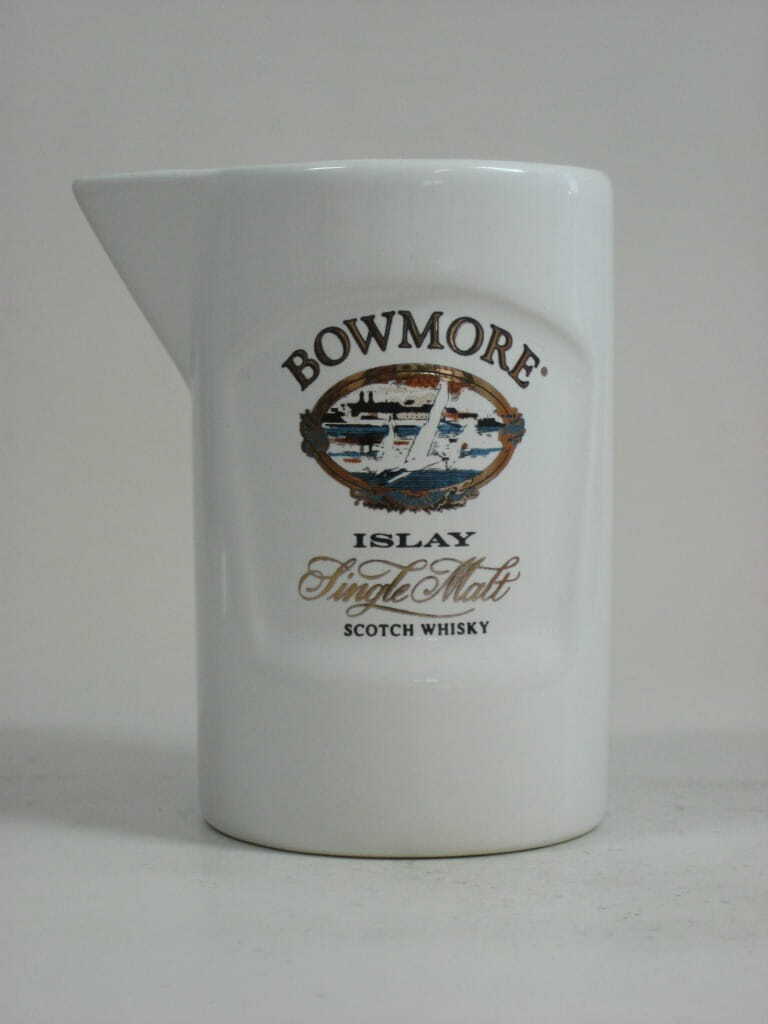 BOWMORE
ISLAY
Single Malt
SCOTCH WHISKY